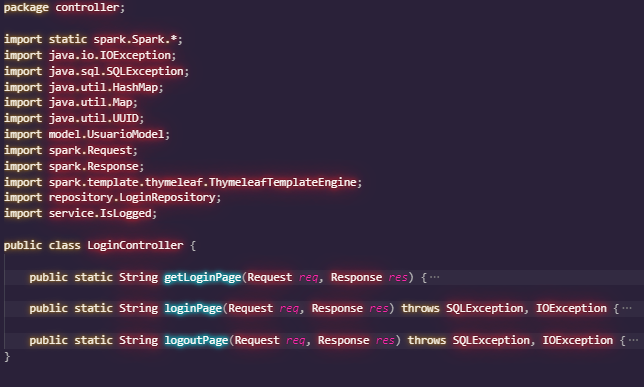 package controller;
import static spark.Spark.*;
import java.io.IOException;
import java.sql.SQLException;
import java.util.HashMap;
import java.util.Map;
import java.util.UUID;
import model.UsuarioModel;
import spark.Request;
import spark.Response;
import spark.template.thymeleaf.ThymeleafTemplateEngine;
import repository.LoginRepository;
import service.IsLogged;
public class LoginController {
public static String getLoginPage(Request req, Response res) {···
public static String loginPage(Request req, Response res) throws SQLException, IOException {···
public static String logoutPage(Request req, Response res) throws SQLException, IOException {···
}